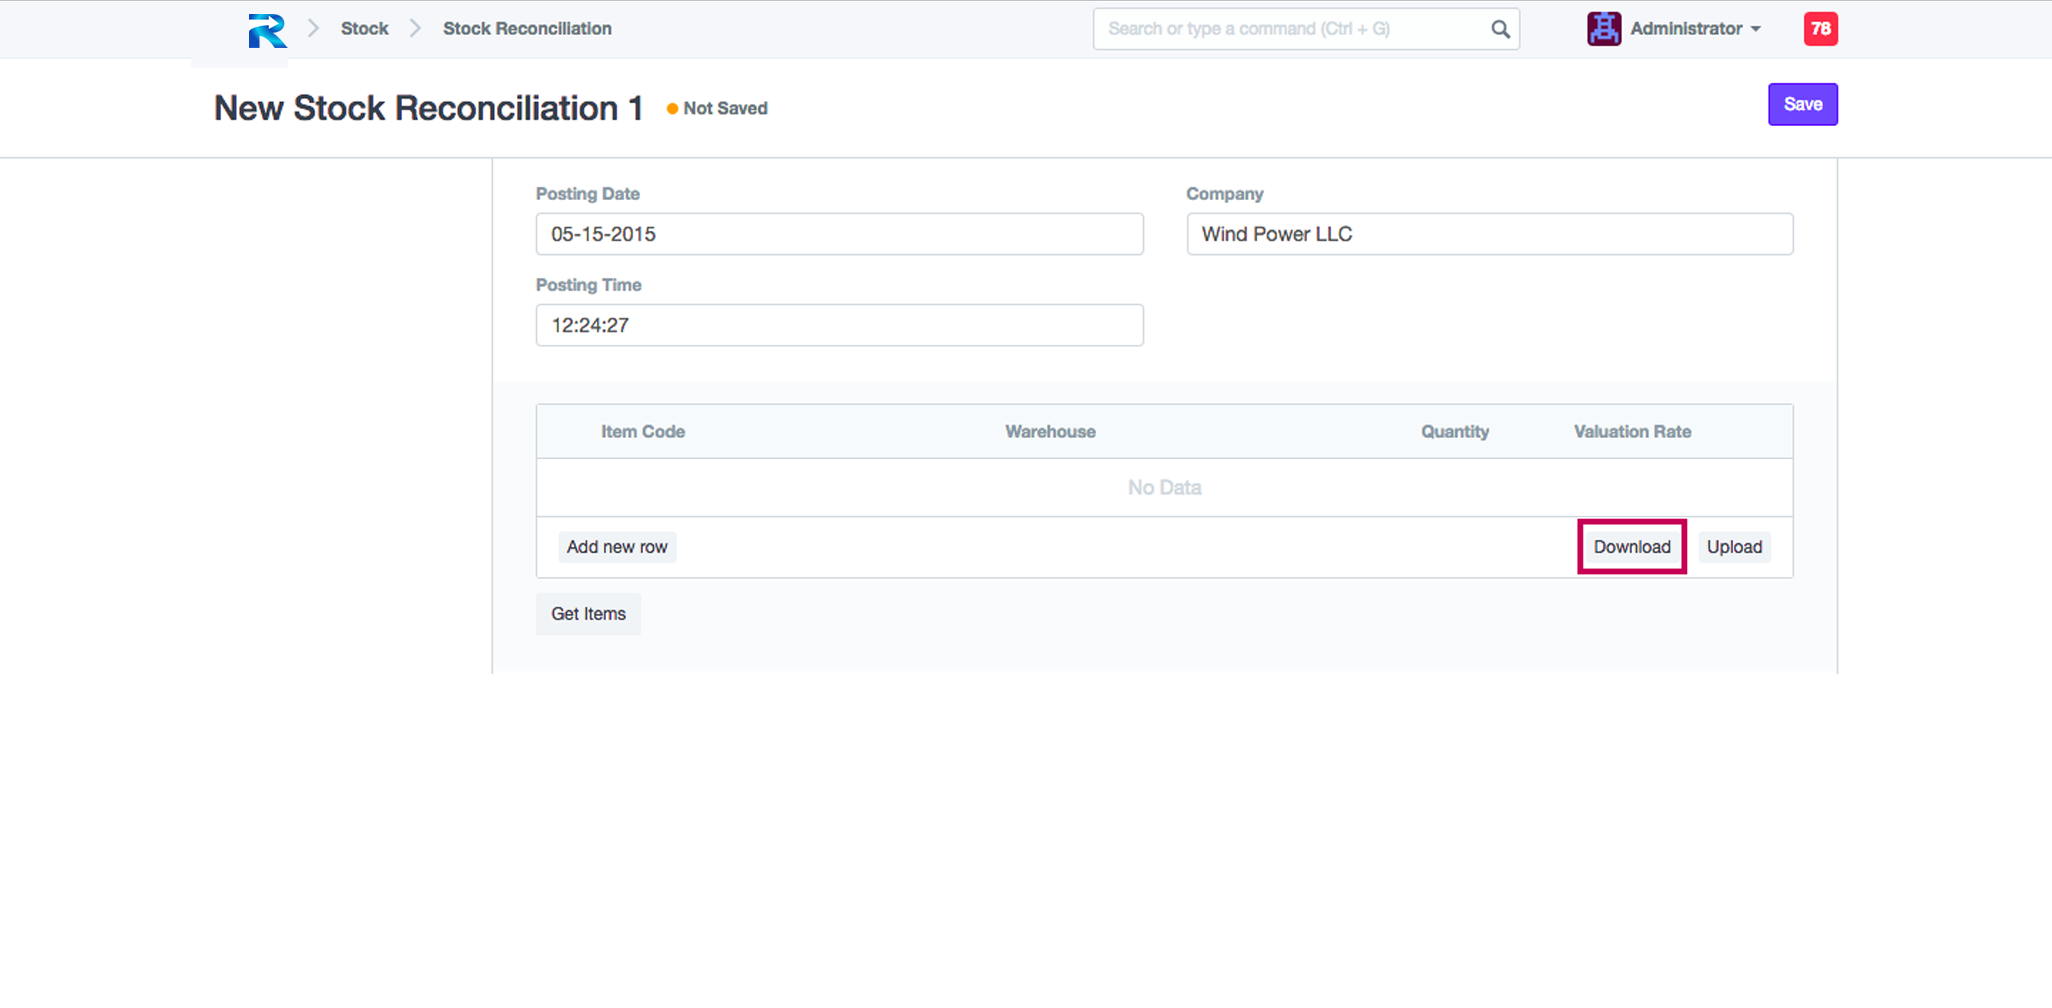 Stock
Stock Reconciliation
Search or type a command (Ctrl + G)
Administrator
78
New Stock Reconciliation 1
Not Saved
Save
Posting Date
Company
05-15-2015
Wind Power LLC
Posting Time
12:24:27
Item Code Warehouse Quantity Valuation Rate
No Data
Add new row
Download
Upload
Get Items